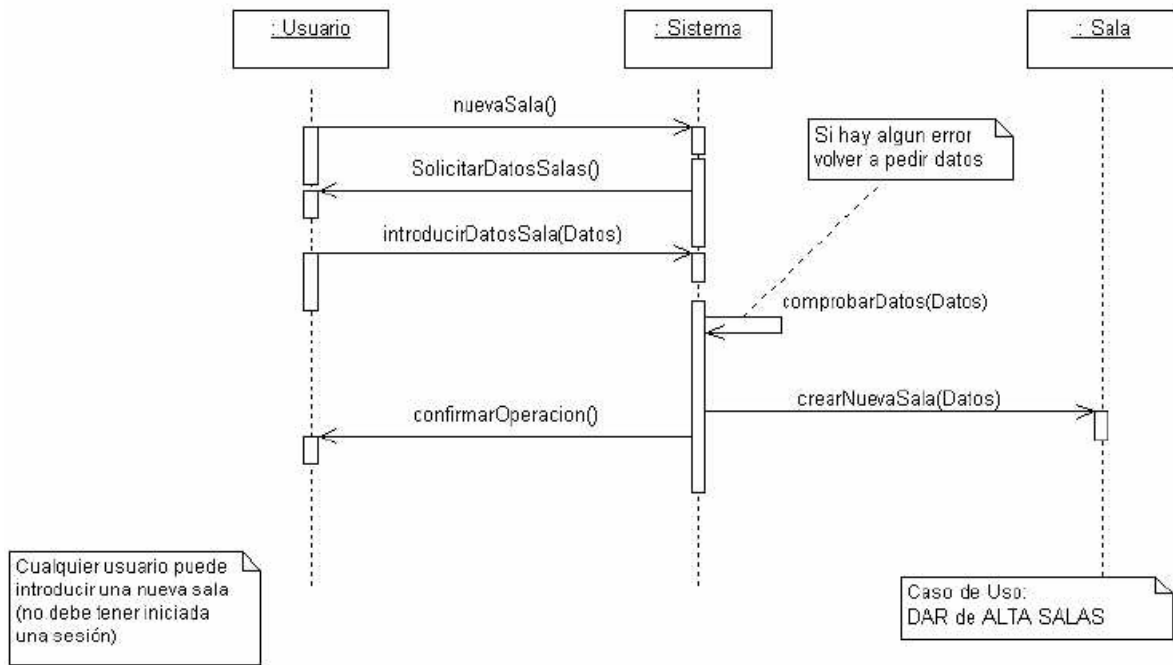 : Usuario
: Sistema
: Sala
nuevaSala()
Si hay algun error
volver a pedir datos
SolicitarDatosSalas()
introducirDatosSala(Datos)
comprobarDatos(Datos)
crearNuevaSala(Datos)
confirmarOperacion()
Cualquier usuario puede
introducir una nueva sala
(no debe tener iniciada
una sesión)
Caso de Uso:
DAR de ALTA SALAS